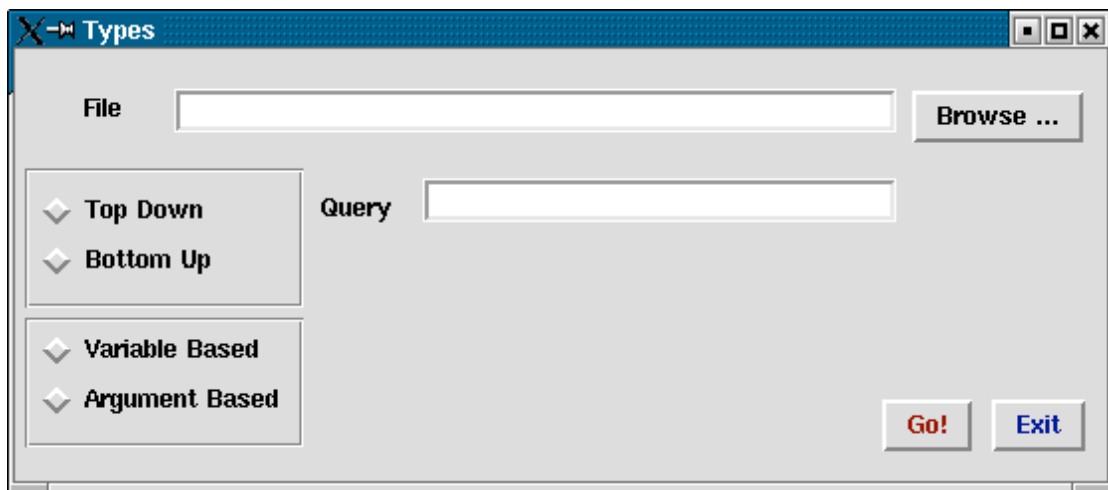 Types
File
Browse ...
Top Down
Query
Bottom Up
Variable Based
Argument Based
Go!
Exit